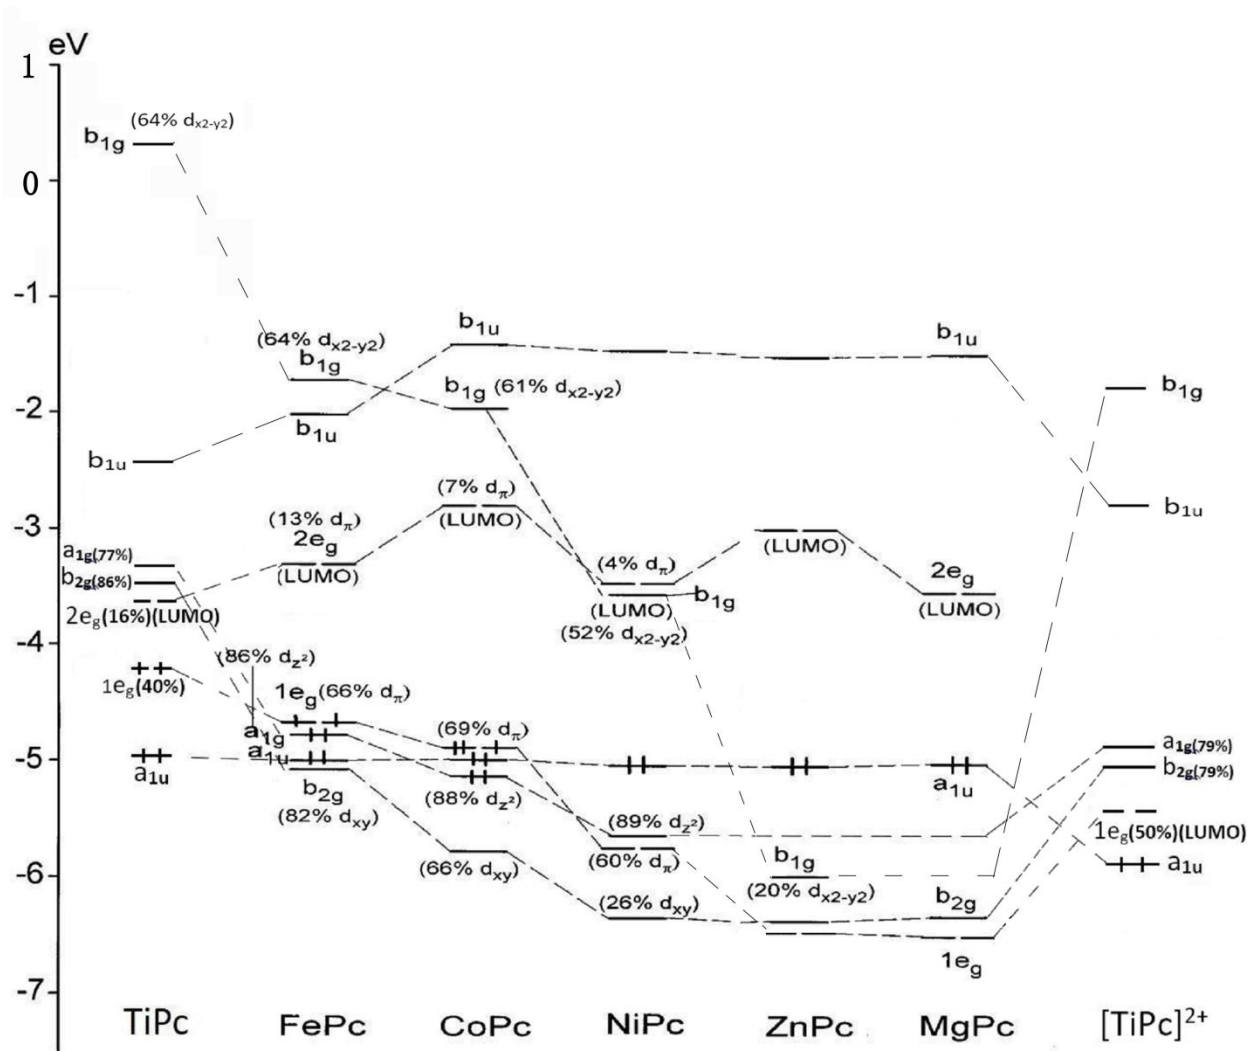 eV
1
b1g (64% dx2-y2)
0
-1
(64% dx2-y2)
b1g
b1u
b1u
b1g (61% dx2-y2)
b1g
-2
b1u
b1u
b1u
(7% dπ)
(LUMO)
-3
(13% dπ)
2eg
(LUMO)
(LUMO)
a1g(77%)
b2g(86%)
2eg(16%)(LUMO)
(4% dπ)
(LUMO)
b1g
(52% dx2-y2)
2eg
(LUMO)
-4
(86% dz²)
1eg(40%)
1eg(66% dπ)
a1g
a1u
(69% dπ)
a1g(79%)
b2g(79%)
-5
a1u
b2g
(82% dxy)
(88% dz²)
a1u
(89% dz²)
1eg(50%)(LUMO)
(66% dxy)
(60% dπ)
b1g
(20% dx2-y2)
a1u
-6
(26% dxy)
b2g
1eg
-7
TiPc FePc CoPc NiPc ZnPc MgPc [TiPc]2+